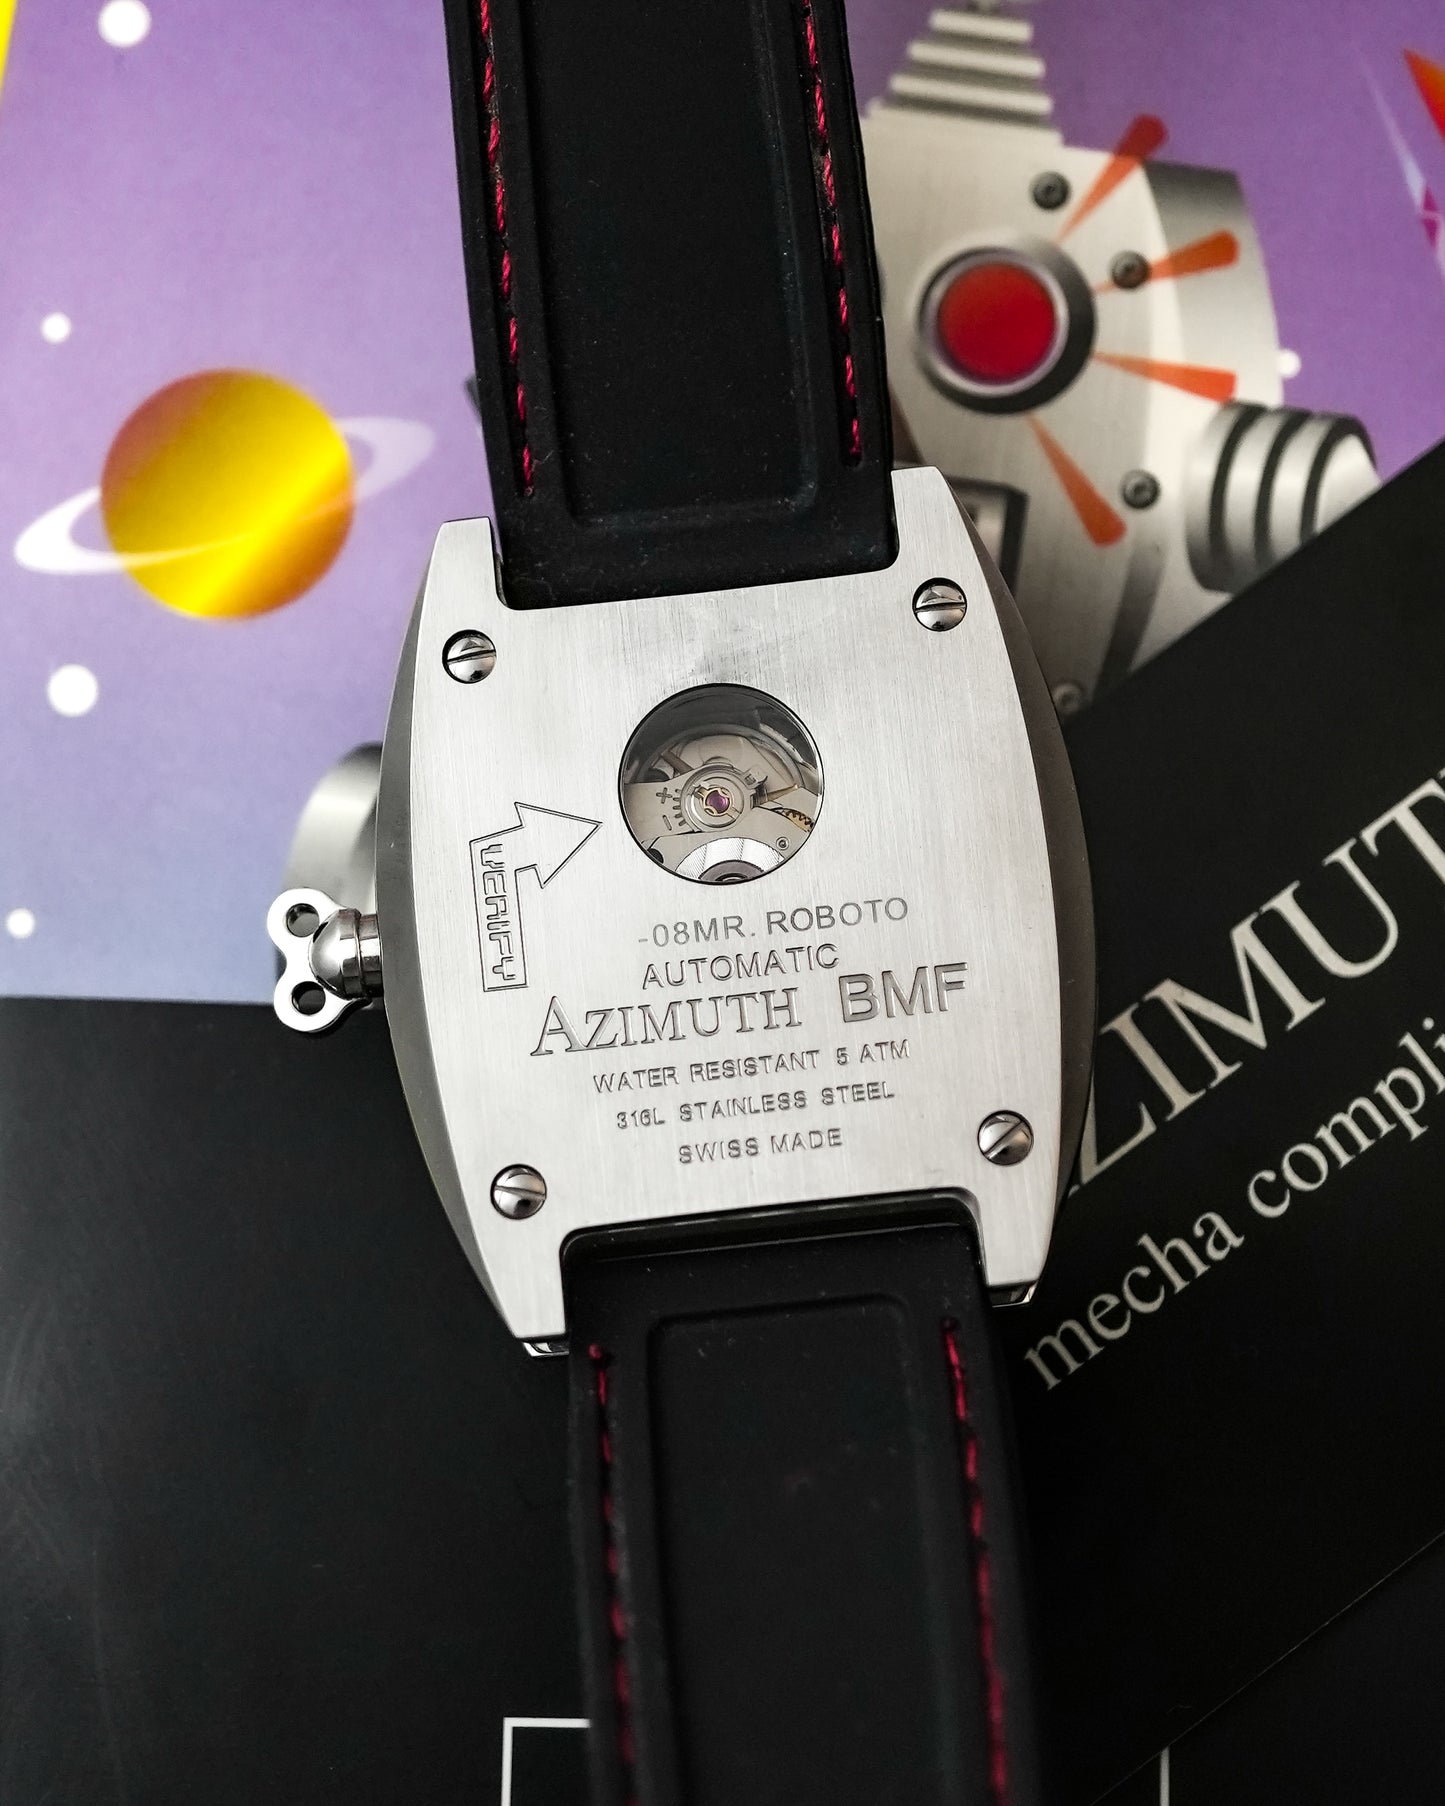 +
-
VERIFY
-08MR. ROBOTO
AUTOMATIC
AZIMUTH BMF
WATER RESISTANT 5 ATM
316L STAINLESS STEEL
SWISS MADE
ZIMUT
mecha compli